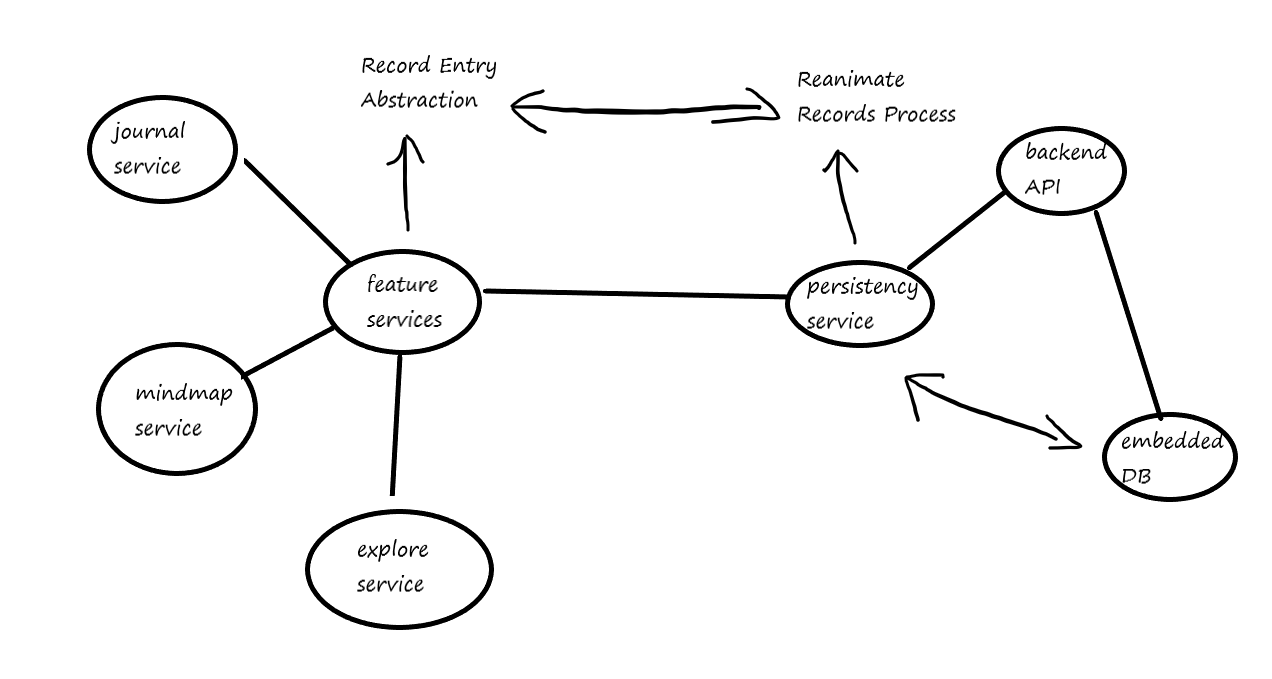 Record Entry
Abstraction
Reanimate
Records Process
journal
service
backend
API
feature
services
persistency
service
mindmap
service
embedded
DB
explore
service